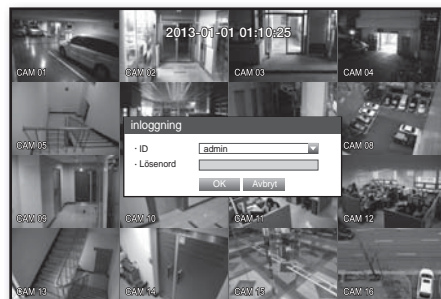 2013-01-01 01:10:25
CAM 01
CAM 02
CAM 03
CAM 04
inloggning
CAM 05
· ID
admin
CAM 08
· Lösenord
OK
Avbryt
CAM 09
CAM 10
CAM 11
CAM 12
CAM 13
CAM 14
CAM 15
CAM 16